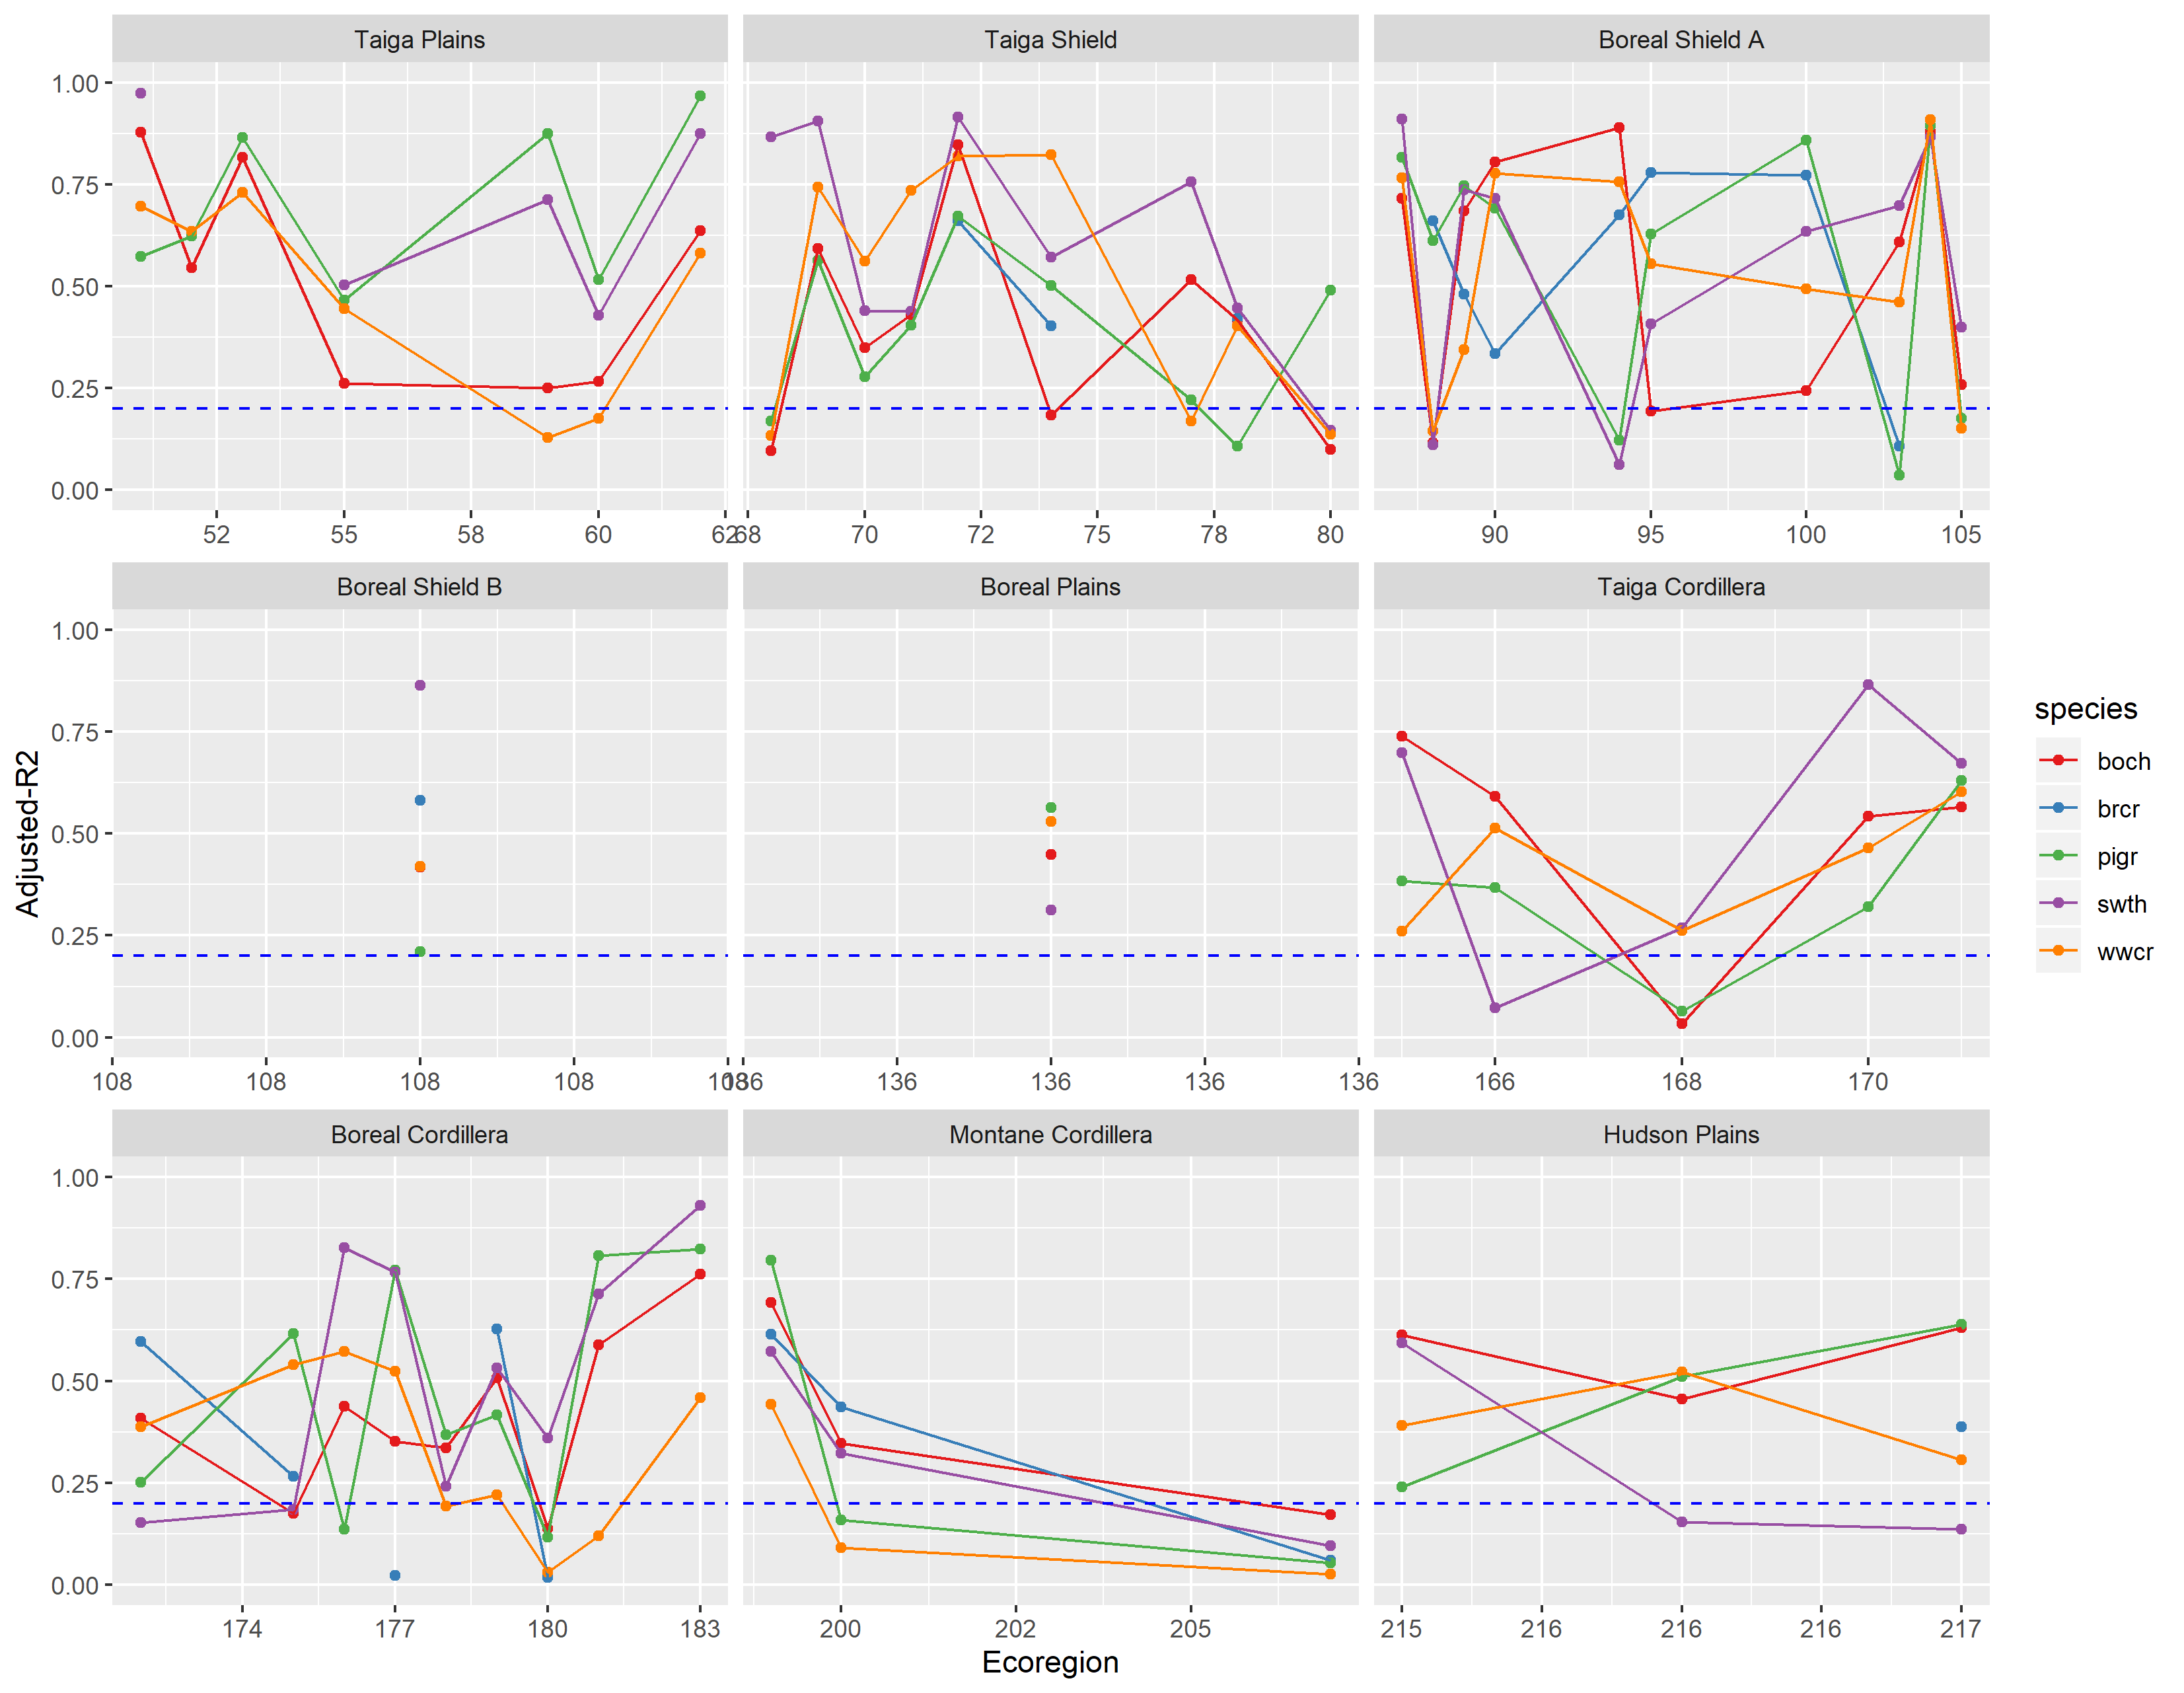 Taiga Plains Taiga Shield Boreal Shield A
1.00
0.75
0.50
0.25
0.00
52 55 58 60 62 68 70 72 75 78 80 90 95 100 105
Boreal Shield B Boreal Plains Taiga Cordillera
1.00
0.75
0.50
0.25
0.00
108 108 108 108 108 136 136 136 136 136 166 168 170
Boreal Cordillera Montane Cordillera Hudson Plains
1.00
0.75
0.50
0.25
0.00
174 177 180 183 200 202 205 215 216 216 216 217
Ecoregion
Adjusted-R2
species
boch
brcr
pigr
swth
wwcr